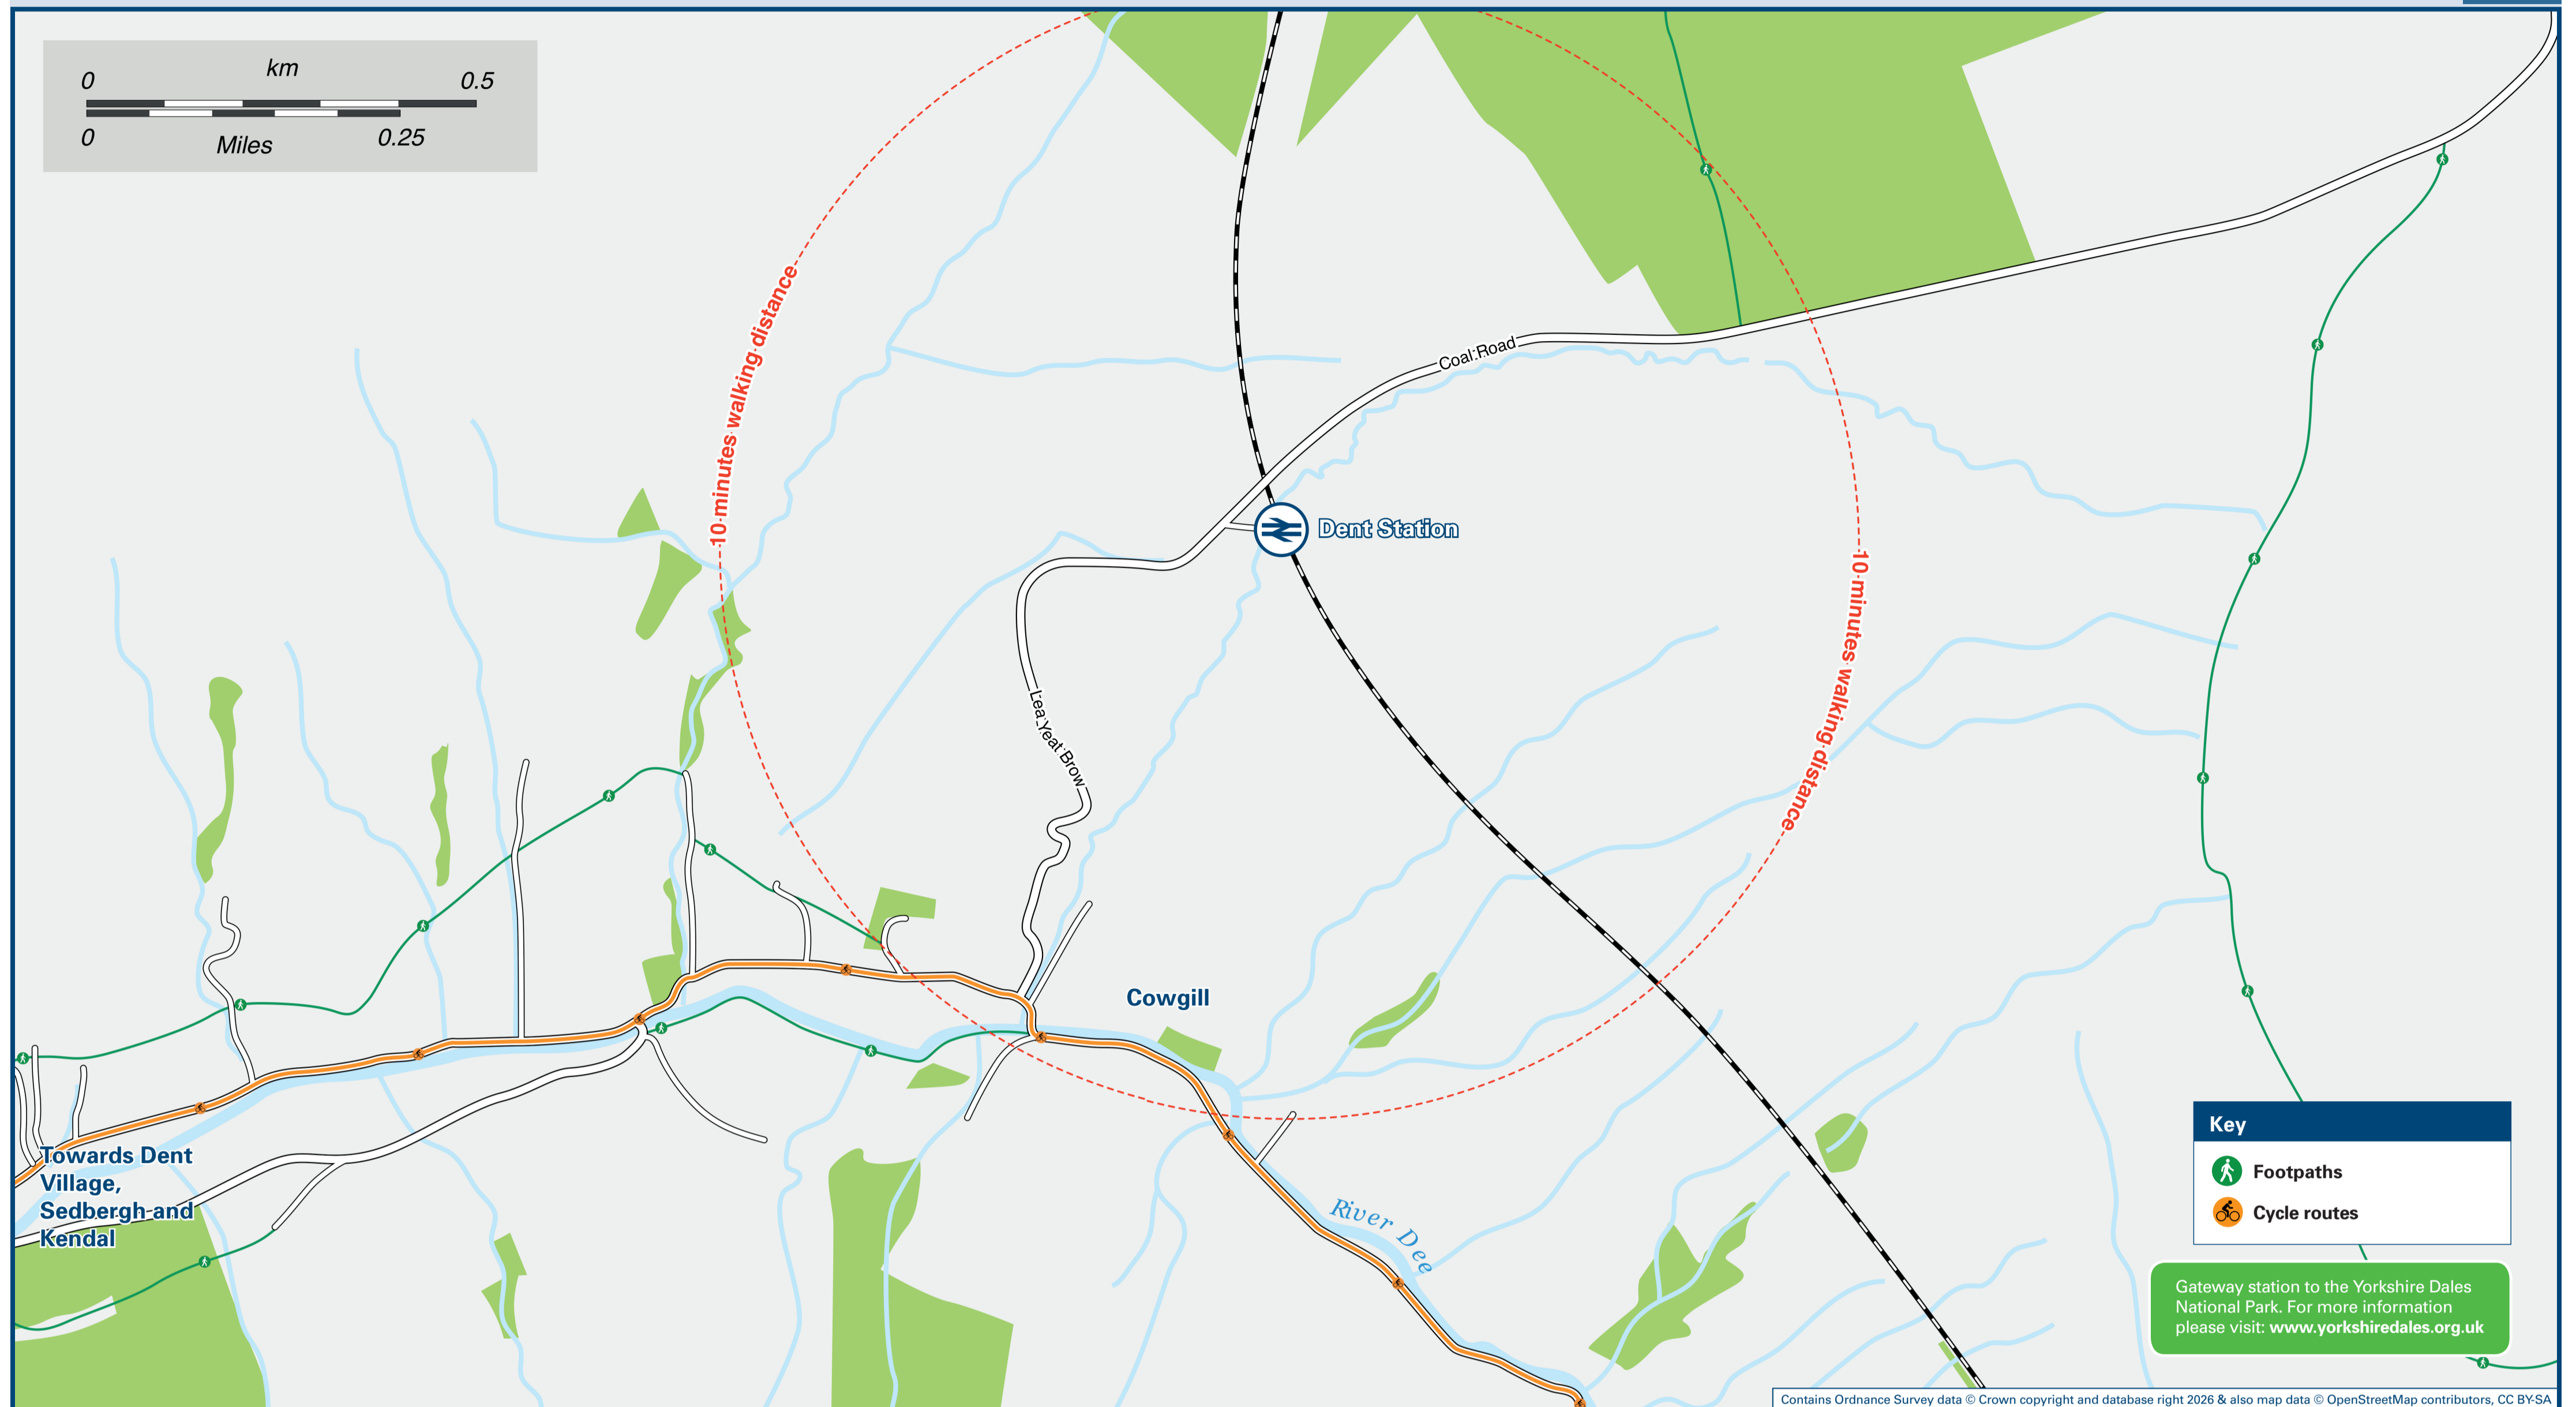 km
0 0.5
0 0.25
Miles
10 minutes walking distance
Coal Road
Dent Station
10 minutes walking distance
Lea Yeat Brow
Cowgill
Towards Dent
Village,
Sedbergh and
Kendal
River Dee
Key
Footpaths
Cycle routes
Gateway station to the Yorkshire Dales
National Park. For more information
please visit: www.yorkshiredales.org.uk
Contains Ordnance Survey data © Crown copyright and database right 2026 & also map data © OpenStreetMap contributors, CC BY-SA